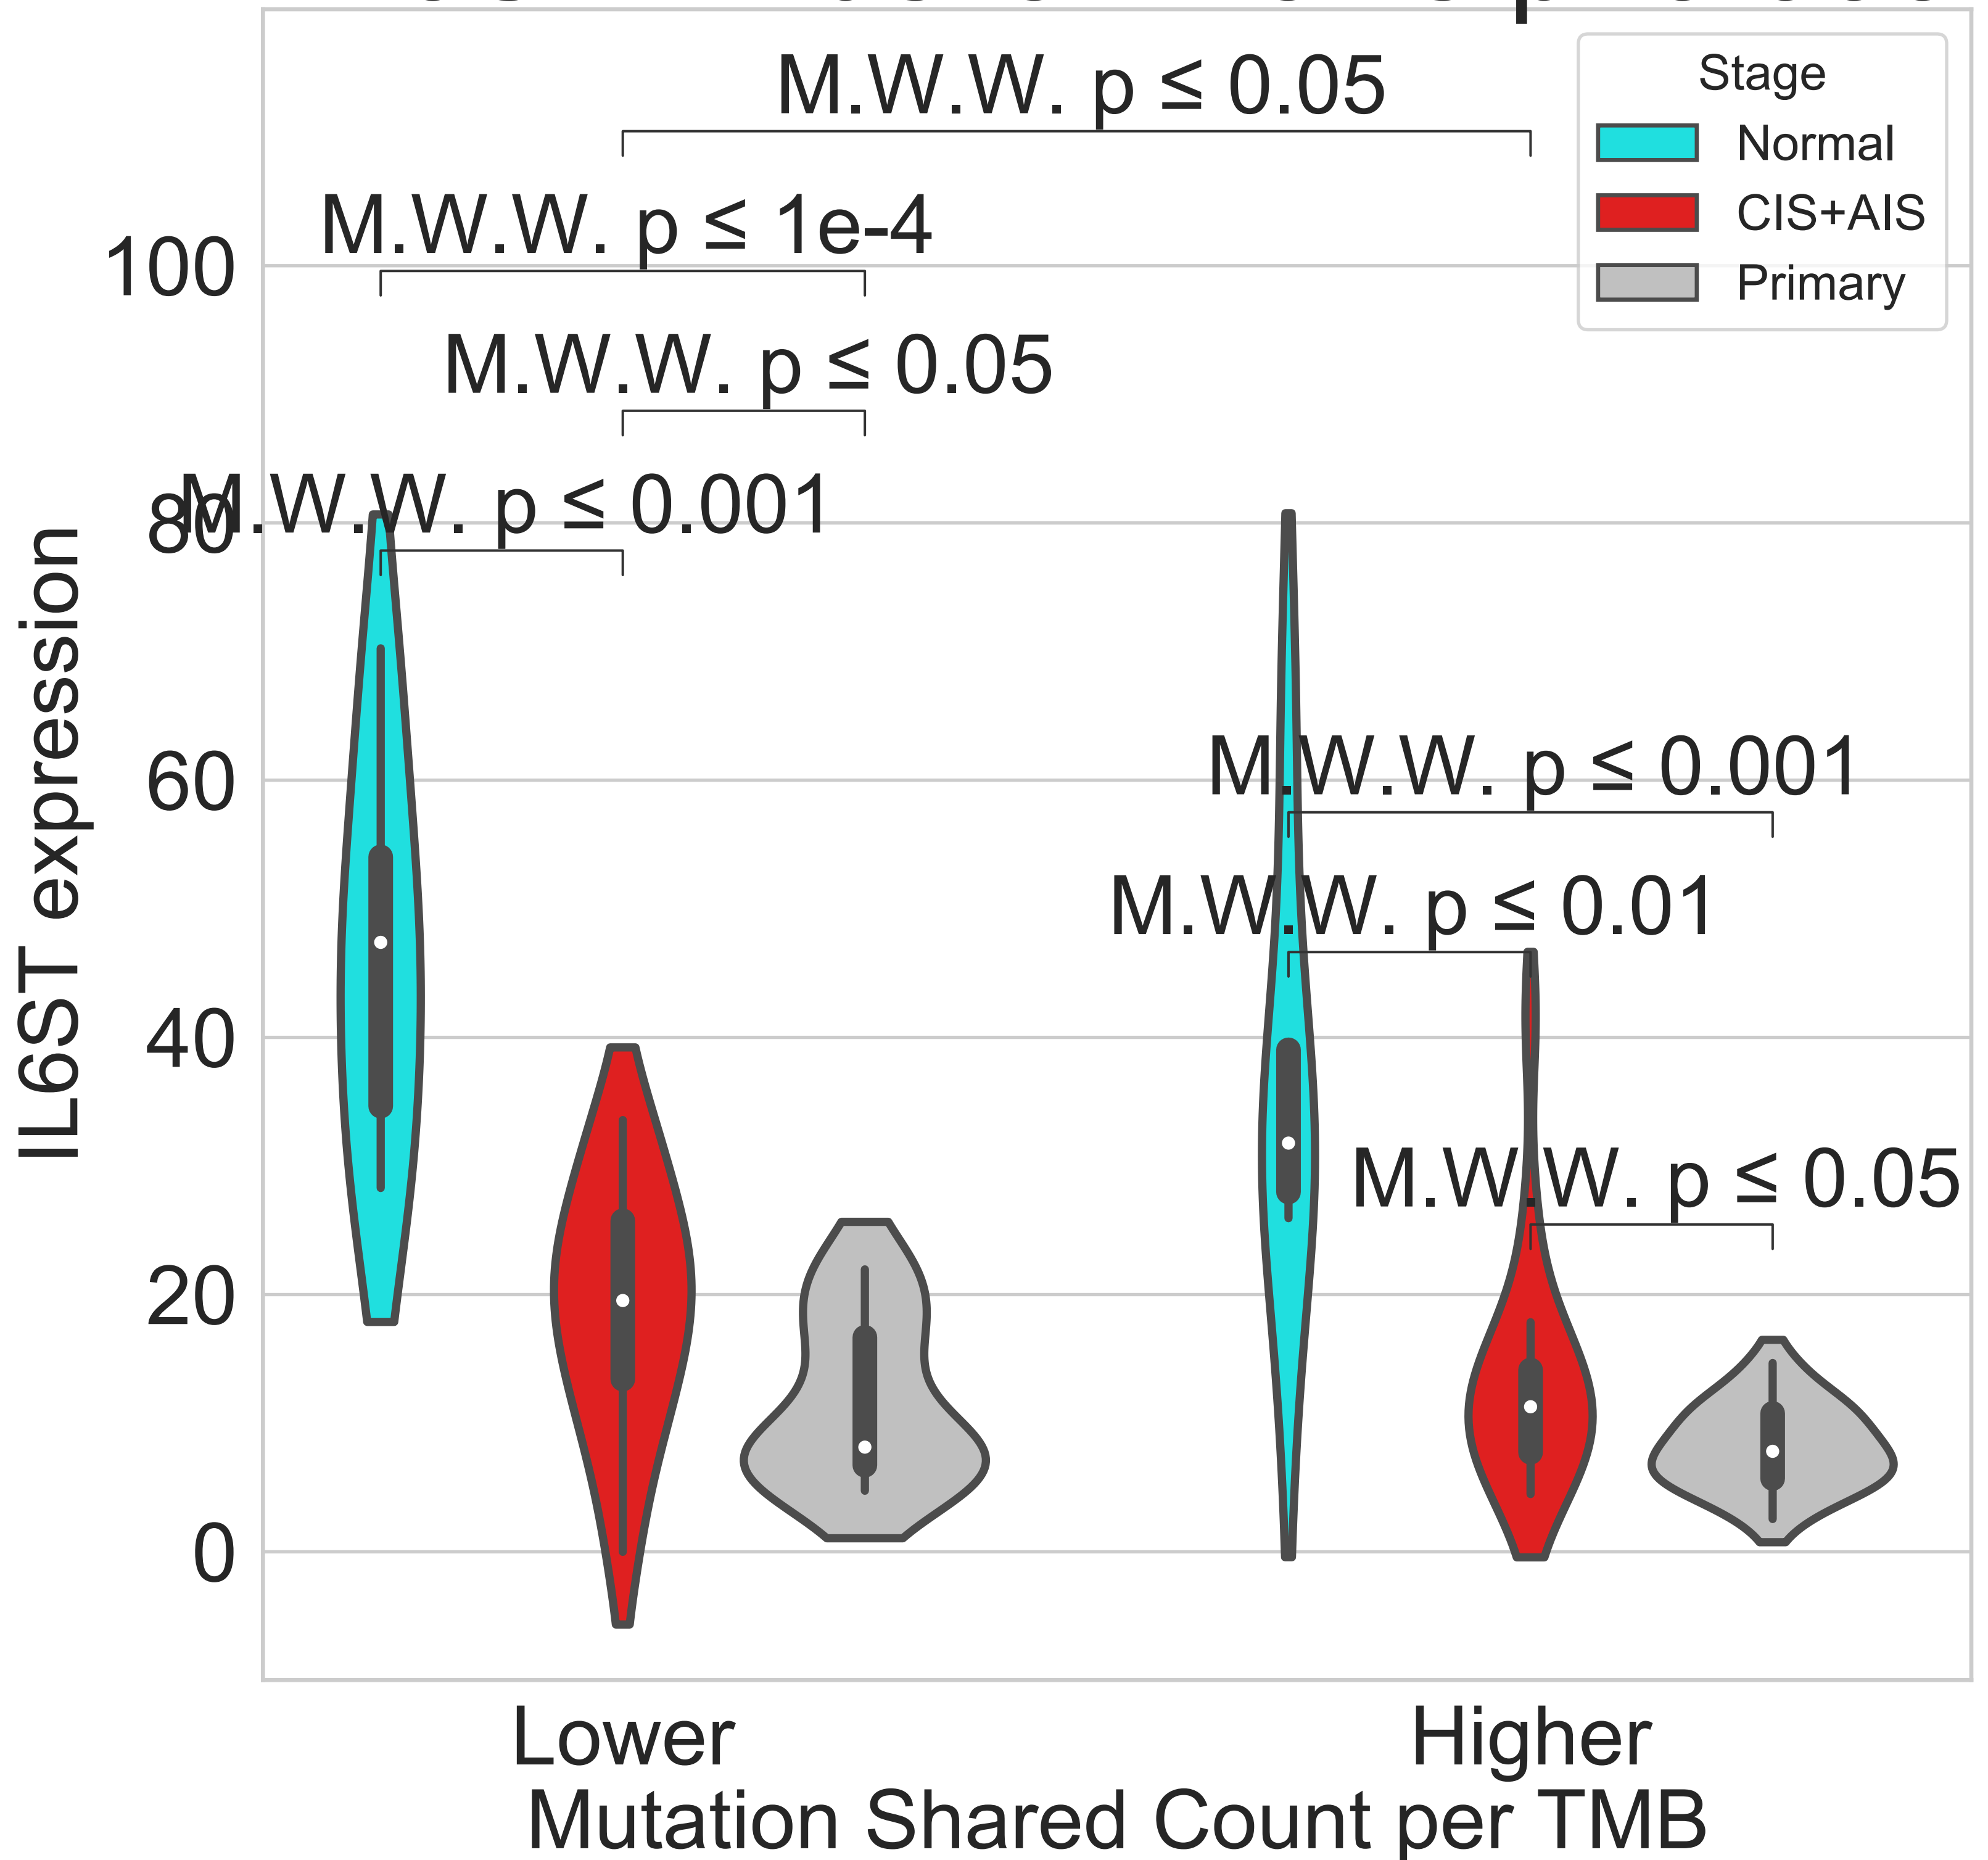 M.W.W. p ≤ 0.05
Stage
Normal
CIS+AIS
Primary
M.W.W. p ≤ 1e-4
M.W.W. p ≤ 0.05
M.W.W. p ≤ 0.001
M.W.W. p ≤ 0.001
M.W.W. p ≤ 0.01
M.W.W. p ≤ 0.05
IL6ST expression
100
80
60
40
20
0
Lower
Higher
Mutation Shared Count per TMB